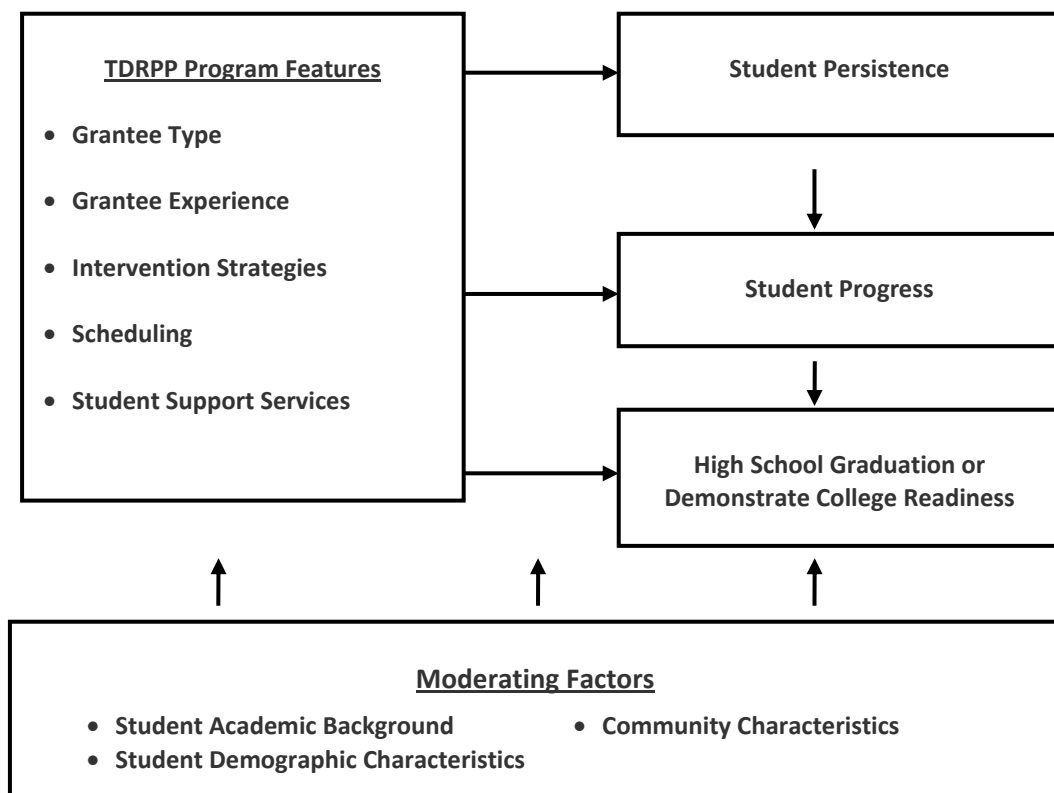 TDRPP Program Features
• Grantee Type
• Grantee Experience
• Intervention Strategies
• Scheduling
• Student Support Services
Student Persistence
Student Progress
High School Graduation or
Demonstrate College Readiness
Moderating Factors
• Student Academic Background
• Student Demographic Characteristics
• Community Characteristics